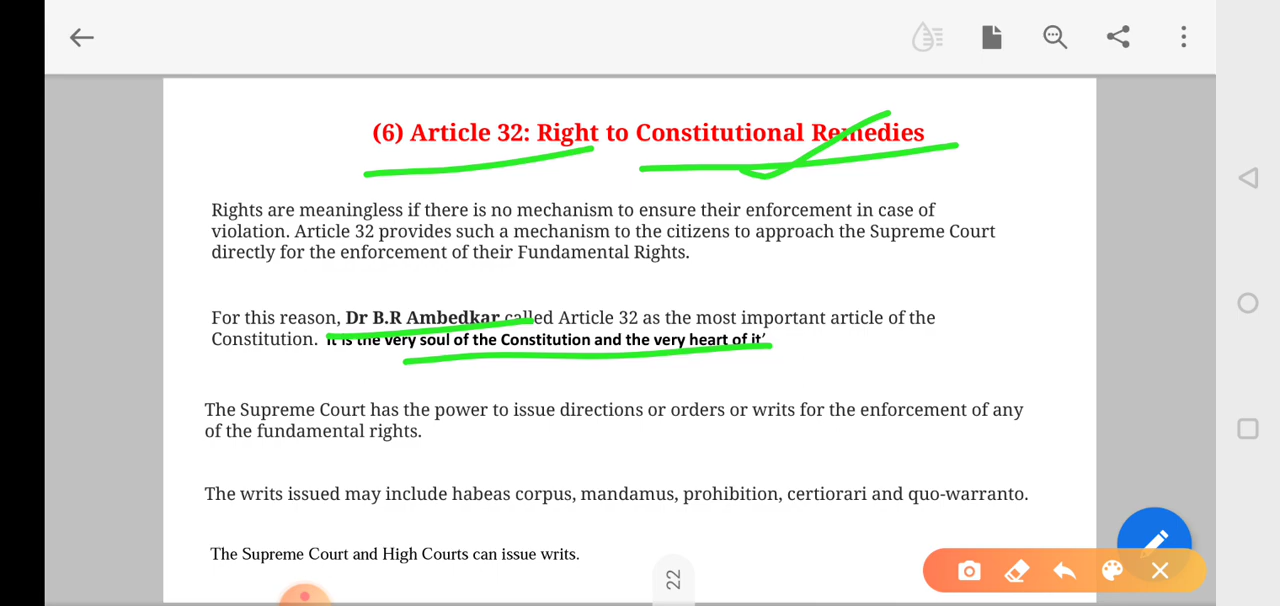 (6) Article 32: Right to Constitutional Remedies
Rights are meaningless if there is no mechanism to ensure their enforcement in case of
violation. Article 32 provides such a mechanism to the citizens to approach the Supreme Court
directly for the enforcement of their Fundamental Rights.
For this reason, Dr B.R Ambedkar called Article 32 as the most important article of the
Constitution. 'It is the very soul of the Constitution and the very heart of it'
The Supreme Court has the power to issue directions or orders or writs for the enforcement of any
of the fundamental rights.
The writs issued may include habeas corpus, mandamus, prohibition, certiorari and quo-warranto.
The Supreme Court and High Courts can issue writs.
22